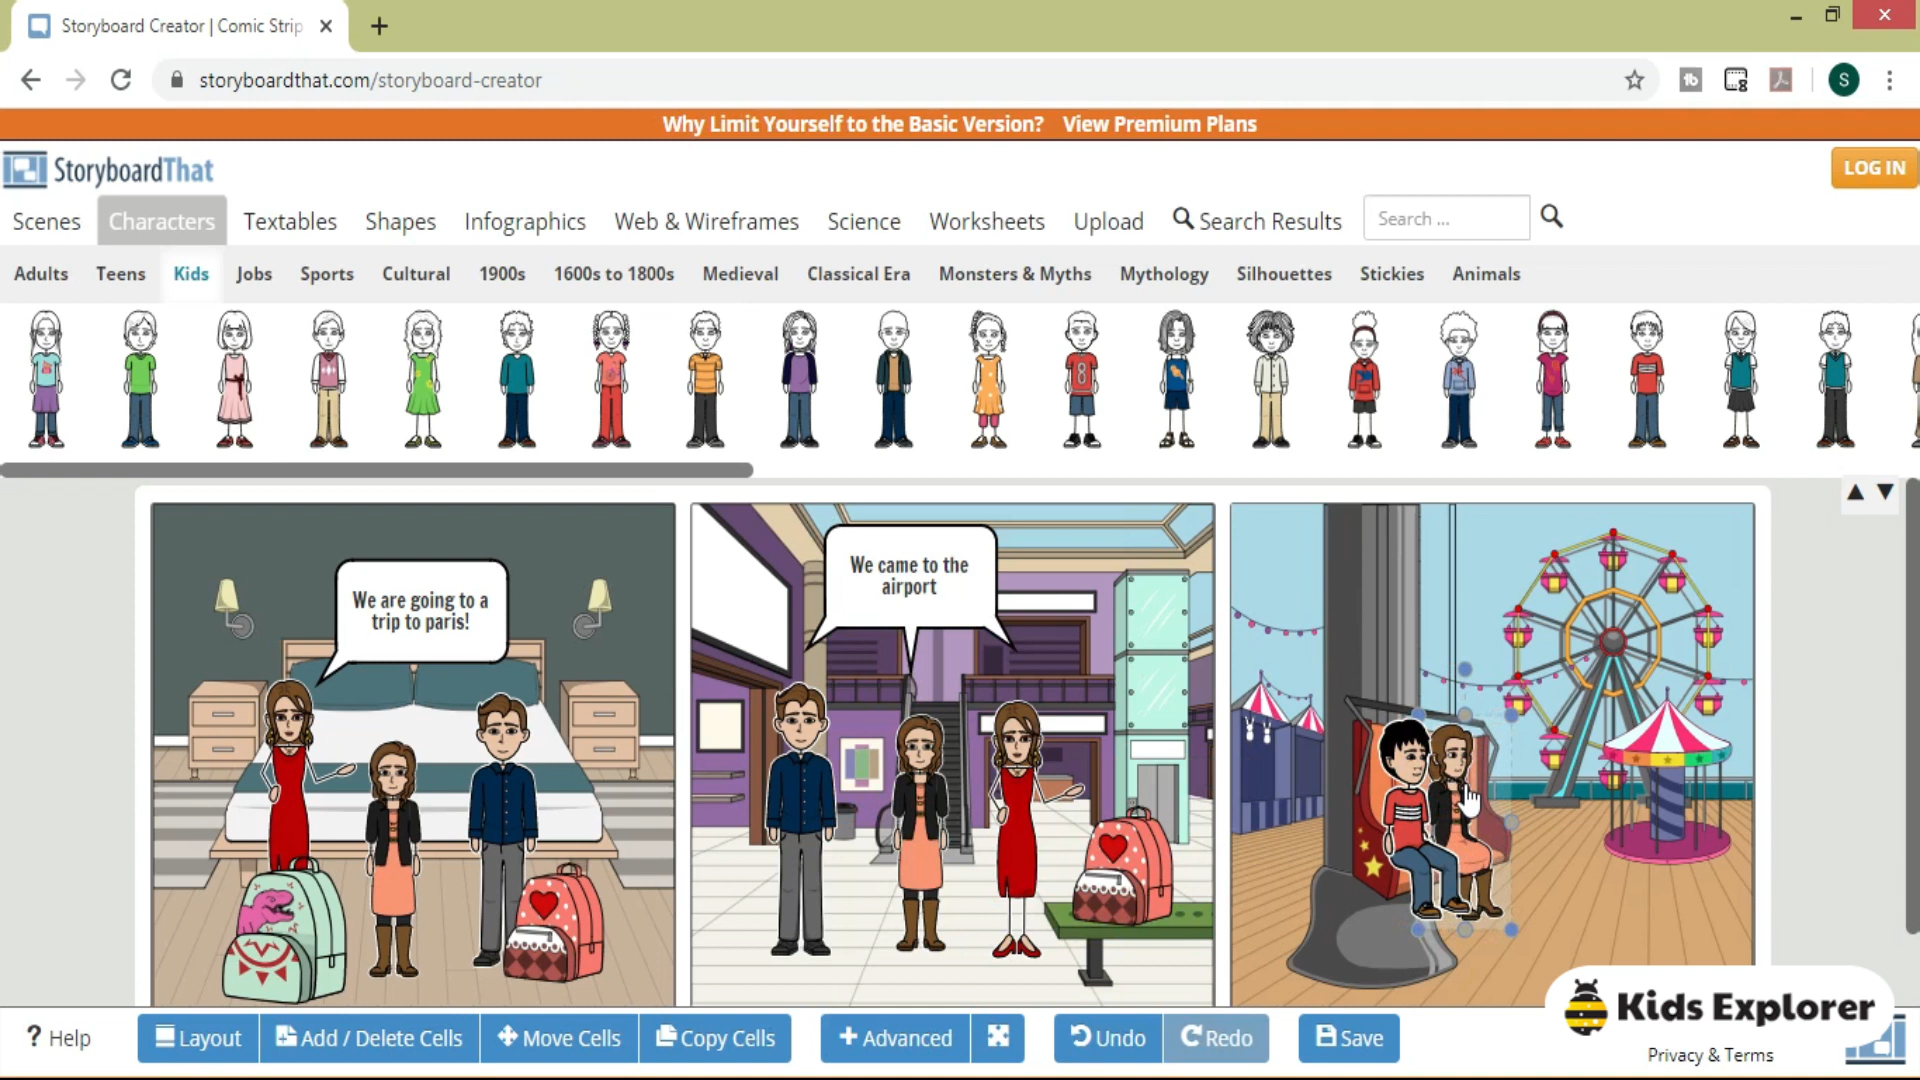 Storyboard Creator | Comic Strip
storyboardthat.com/storyboard-creator
S
Why Limit Yourself to the Basic Version? View Premium Plans
StoryboardThat
LOG IN
Scenes Characters Textables Shapes Infographics Web & Wireframes Science Worksheets Upload Search Results Search ...
Adults Teens Kids Jobs Sports Cultural 1900s 1600s to 1800s Medieval Classical Era Monsters & Myths Mythology Silhouettes Stickies Animals
8
We are going to a
trip to paris!
We came to the
airport
Kids Explorer
? Help Layout Add / Delete Cells Move Cells Copy Cells + Advanced Undo Redo Save
Privacy & Terms